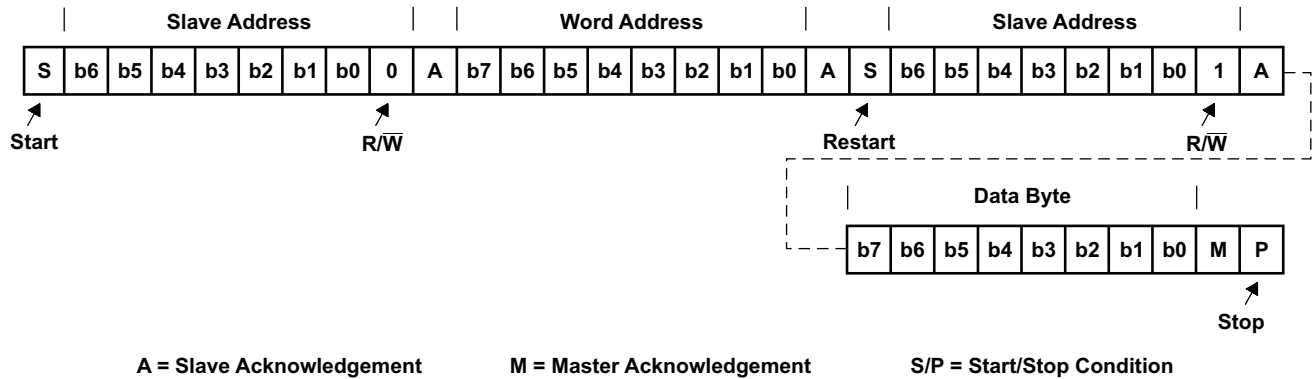 Slave Address Word Address Slave Address
S b6 b5 b4 b3 b2 b1 b0 0 A b7 b6 b5 b4 b3 b2 b1 b0 A S b6 b5 b4 b3 b2 b1 b0 1 A
Start R/W̅ Restart R/W̅
Data Byte
b7 b6 b5 b4 b3 b2 b1 b0 M P
Stop
A = Slave Acknowledgement M = Master Acknowledgement S/P = Start/Stop Condition